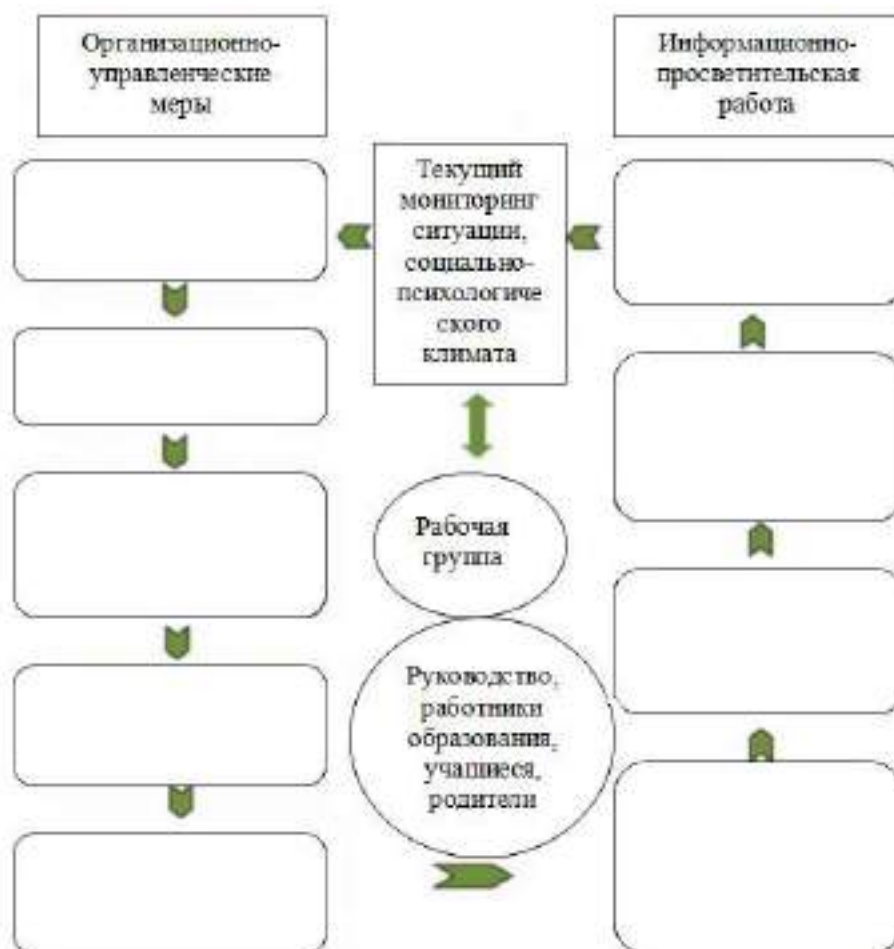 Организационно-
управленческие
меры
Информационно-
просветительская
работа
Текущий
мониторинг
ситуации,
социально-
психологиче
ского
климата
Рабочая
группа
Руководство,
работники
образования,
учащиеся,
родители